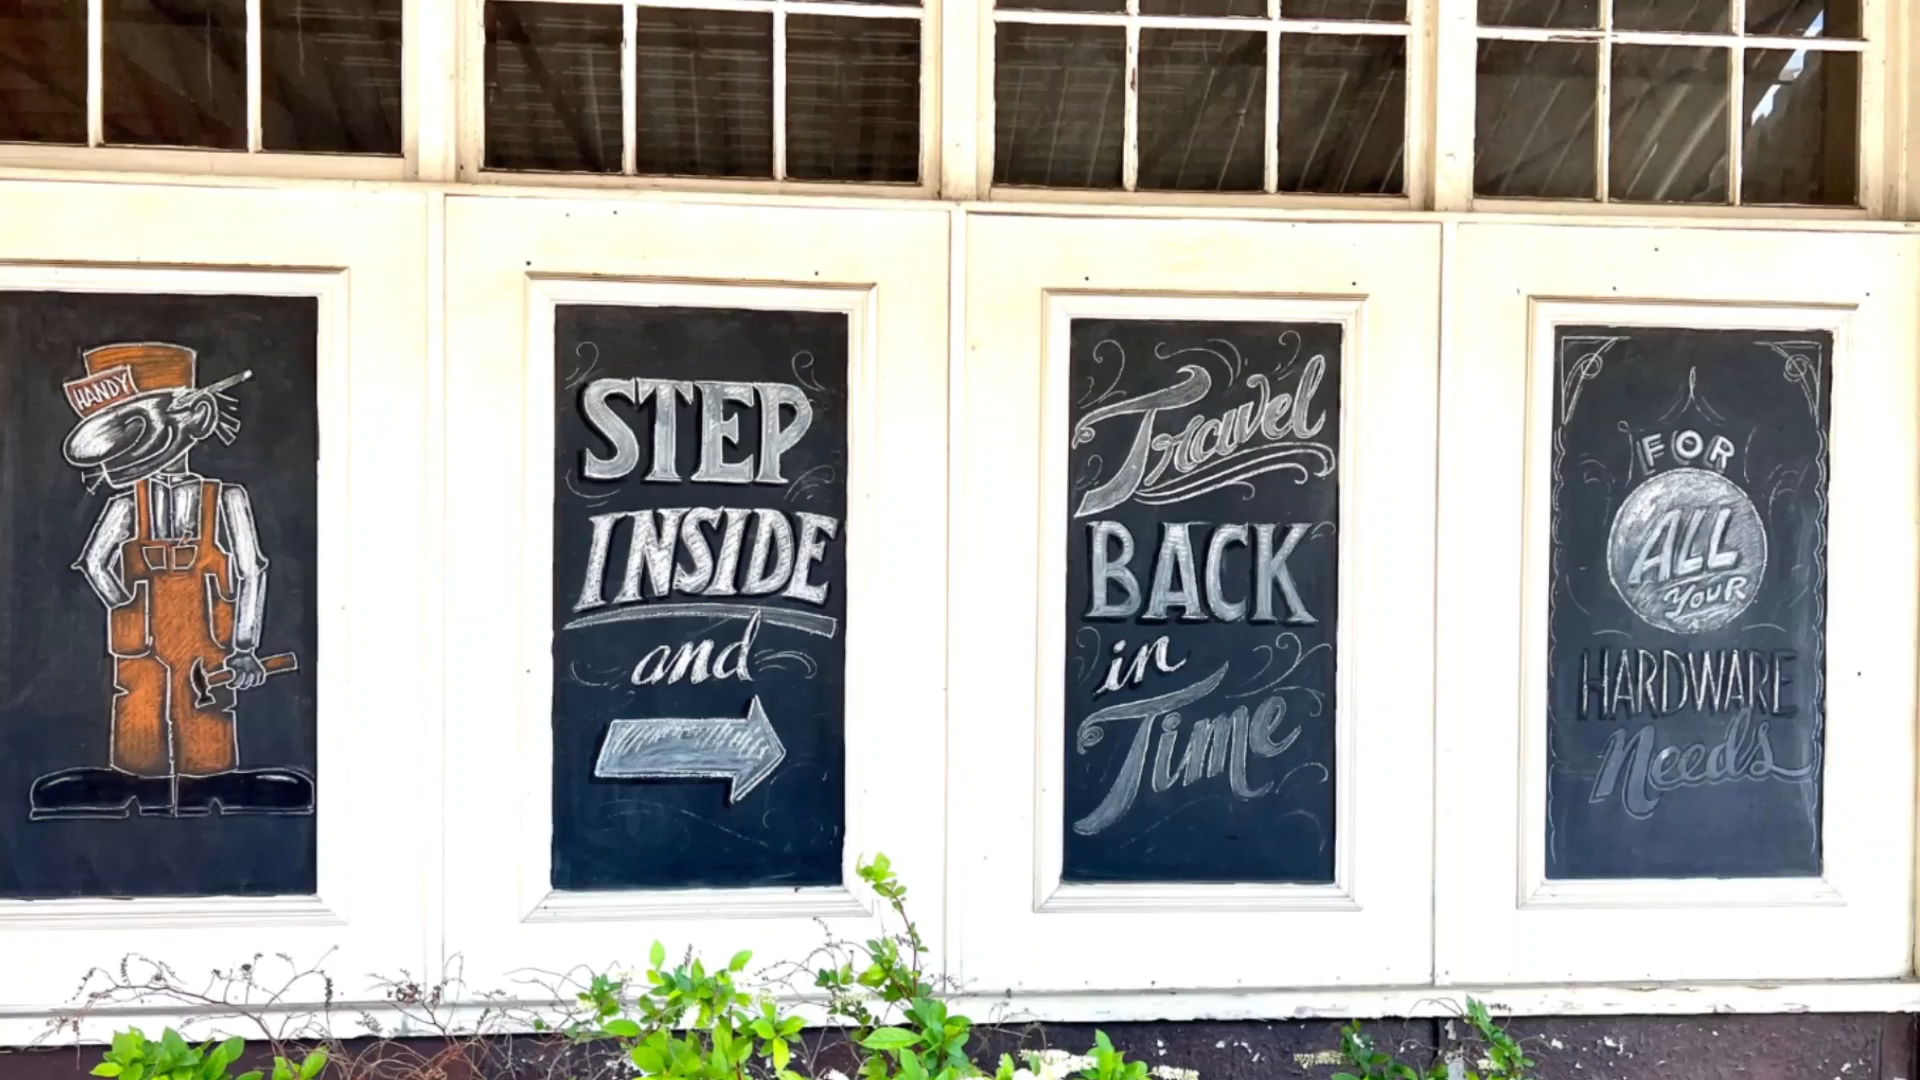 HANDY
STEP
INSIDE
and
Travel
BACK
in
Time
FOR
ALL
YOUR
HARDWARE
Needs